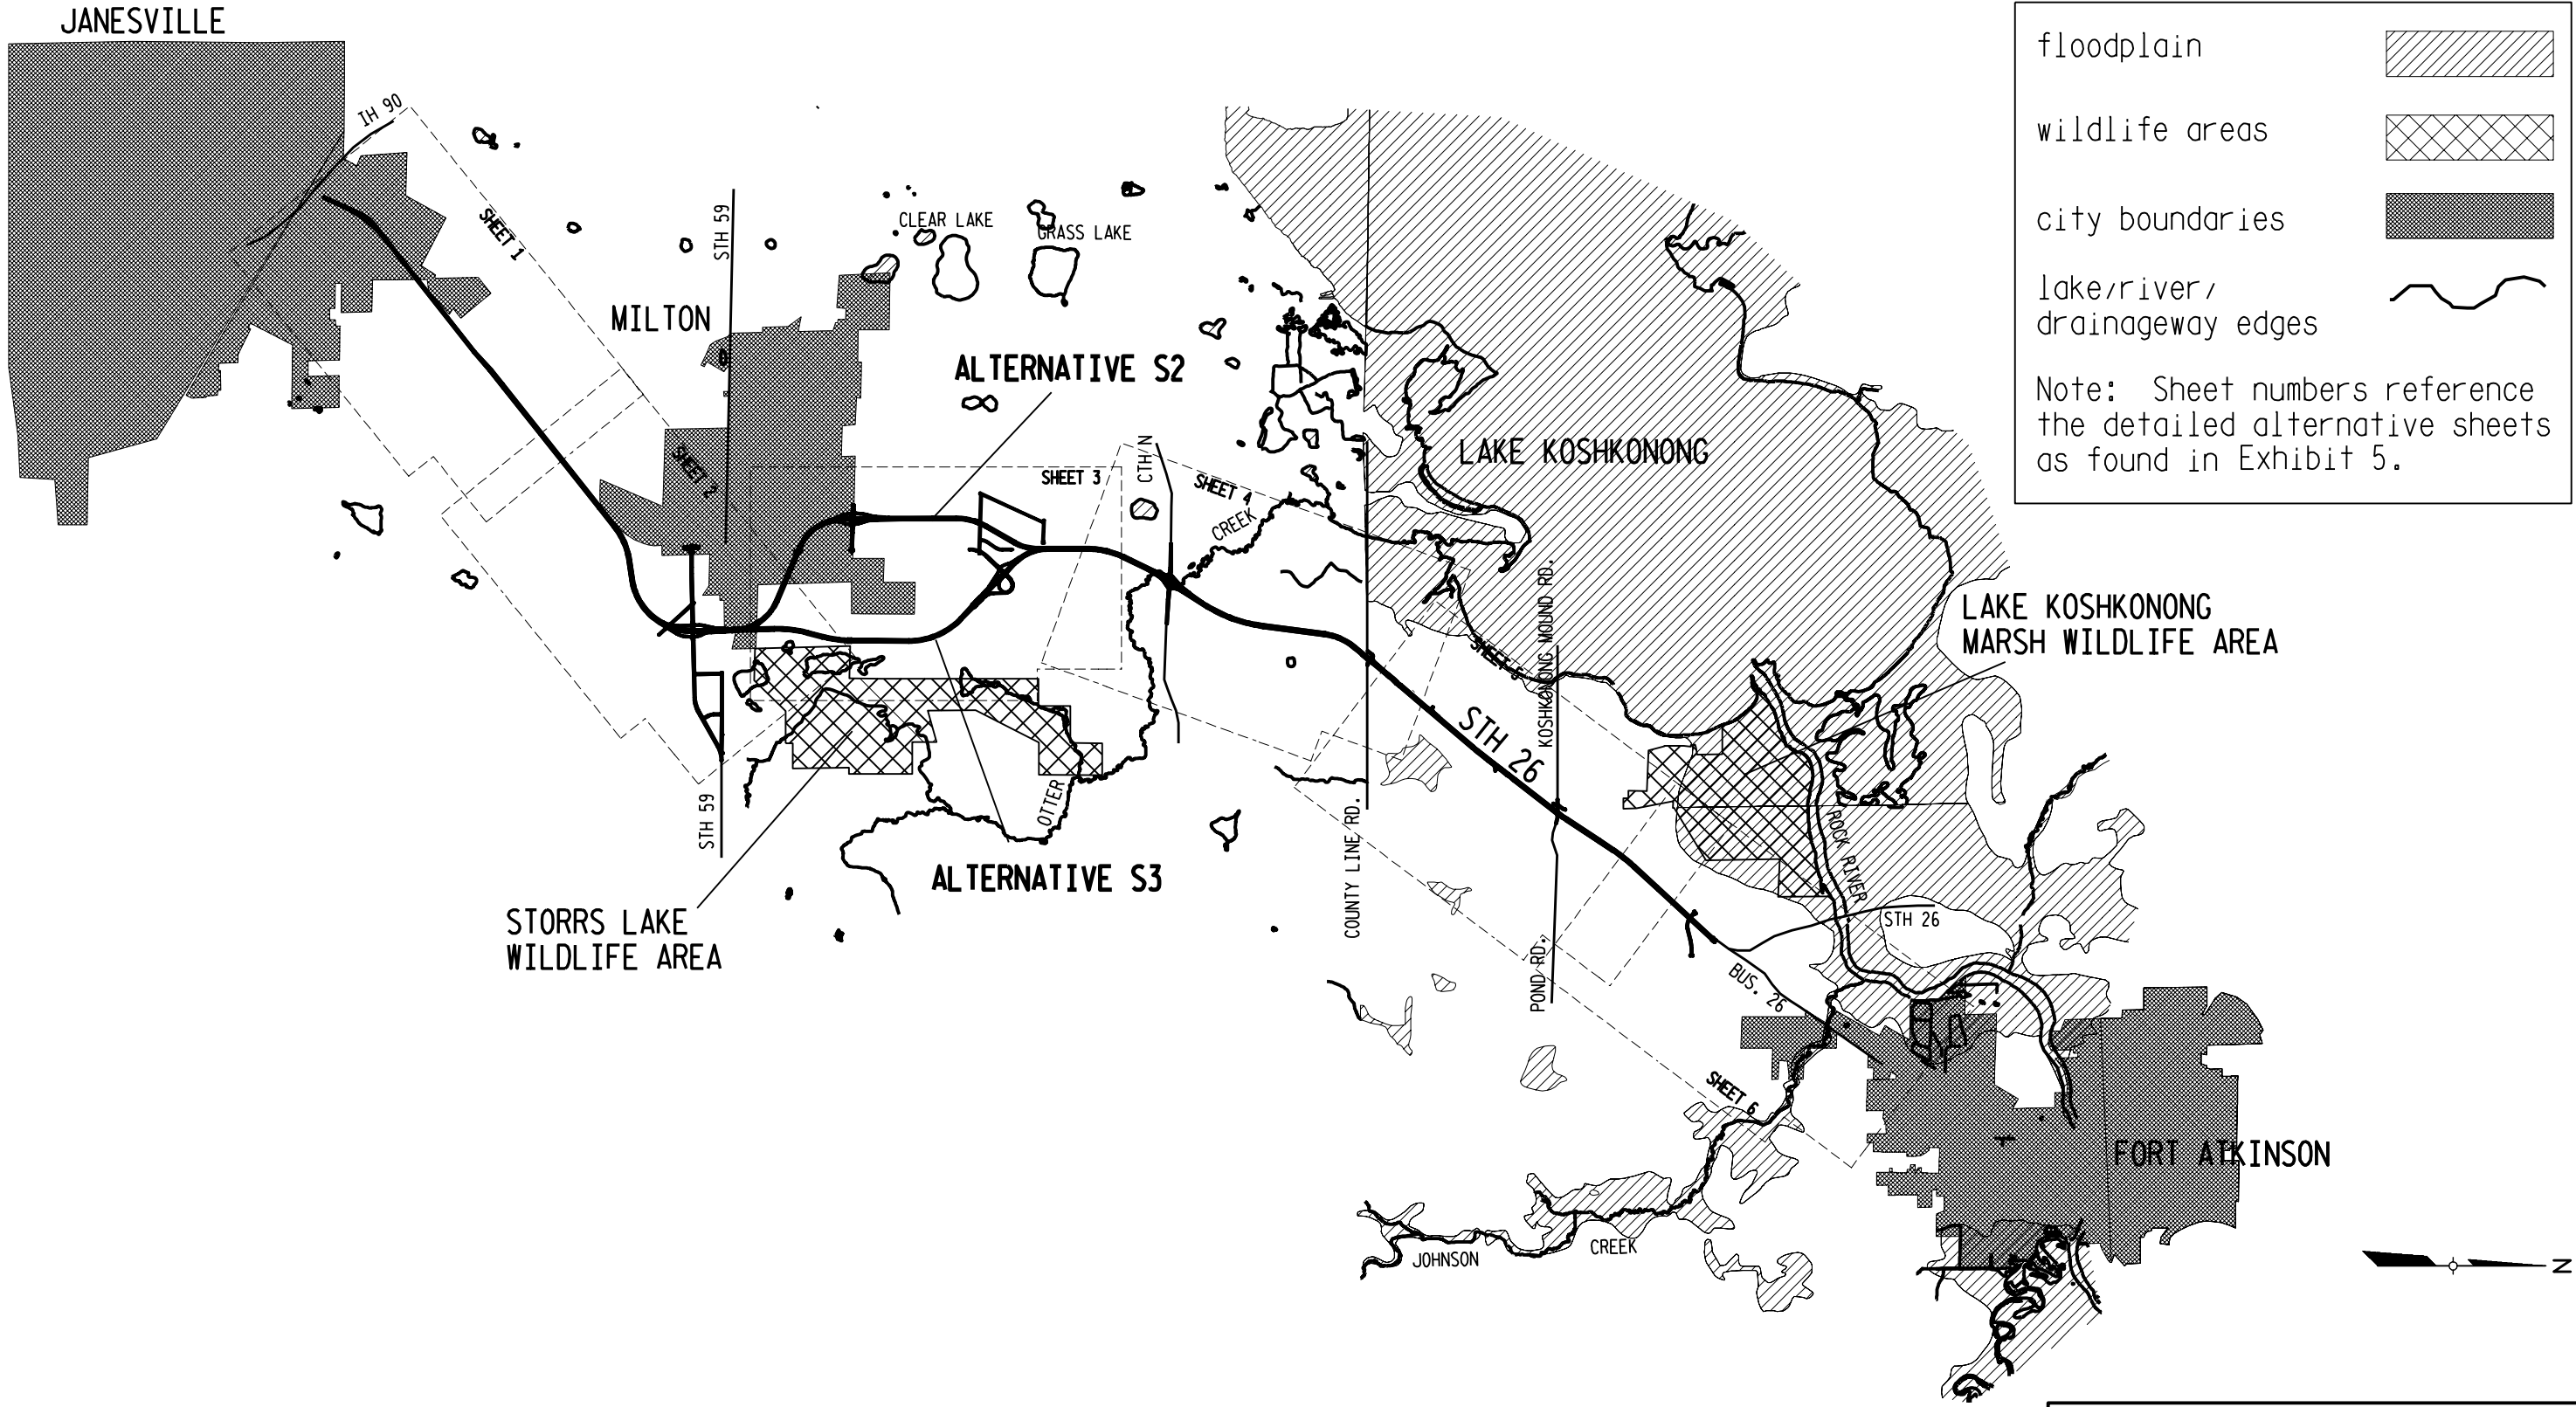 JANESVILLE
IH 90
SHEET 1
STH 59
CLEAR LAKE
GRASS LAKE
MILTON
ALTERNATIVE S2
SHEET 2
SHEET 3
CTH N
SHEET 4
CREEK
LAKE KOSHKONONG
KOSHKONONG MOUND RD.
SHEET 5
LAKE KOSHKONONG
MARSH WILDLIFE AREA
STH 26
STH 59
OTTER
ALTERNATIVE S3
STORRS LAKE
WILDLIFE AREA
COUNTY LINE RD.
POND RD.
ROCK RIVER
STH 26
BUS. 26
SHEET 6
FORT ATKINSON
JOHNSON
CREEK
floodplain
wildlife areas
city boundaries
lake/river/
drainageway edges
Note: Sheet numbers reference
the detailed alternative sheets
as found in Exhibit 5.
N